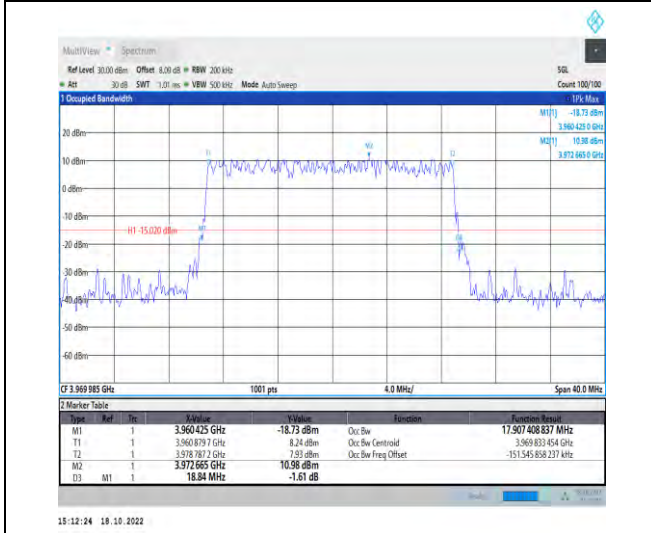 MultiView Spectrum
Ref Level 30.00 dBm Offset 8.00 dB RBW 200 kHz SGL
Att 30 dB SWT 1.01 ms VBW 500 kHz Mode Auto Sweep Count 100/100
1 Occupied Bandwidth 1Pk Max
M1[1] -18.73 dBm
3.960 425 0 GHz
M2[1] 10.98 dBm
3.972 665 0 GHz
20 dBm
T1 M2 T2
10 dBm
0 dBm
-10 dBm
H1 -15.020 dBm M1
-20 dBm
D3
-30 dBm
-40 dBm
-50 dBm
-60 dBm
CF 3.969 985 GHz 1001 pts 4.0 MHz/ Span 40.0 MHz
2 Marker Table
Type Ref Trc X-Value Y-Value Function Function Result
M1 1 3.960 425 GHz -18.73 dBm Occ Bw 17.907 408 837 MHz
T1 1 3.960 879 7 GHz 8.24 dBm Occ Bw Centroid 3.969 833 454 GHz
T2 1 3.978 787 2 GHz 7.93 dBm Occ Bw Freq Offset -151.545 858 237 kHz
M2 1 3.972 665 GHz 10.98 dBm
D3 M1 1 18.84 MHz -1.61 dB
15:12:24 18.10.2022